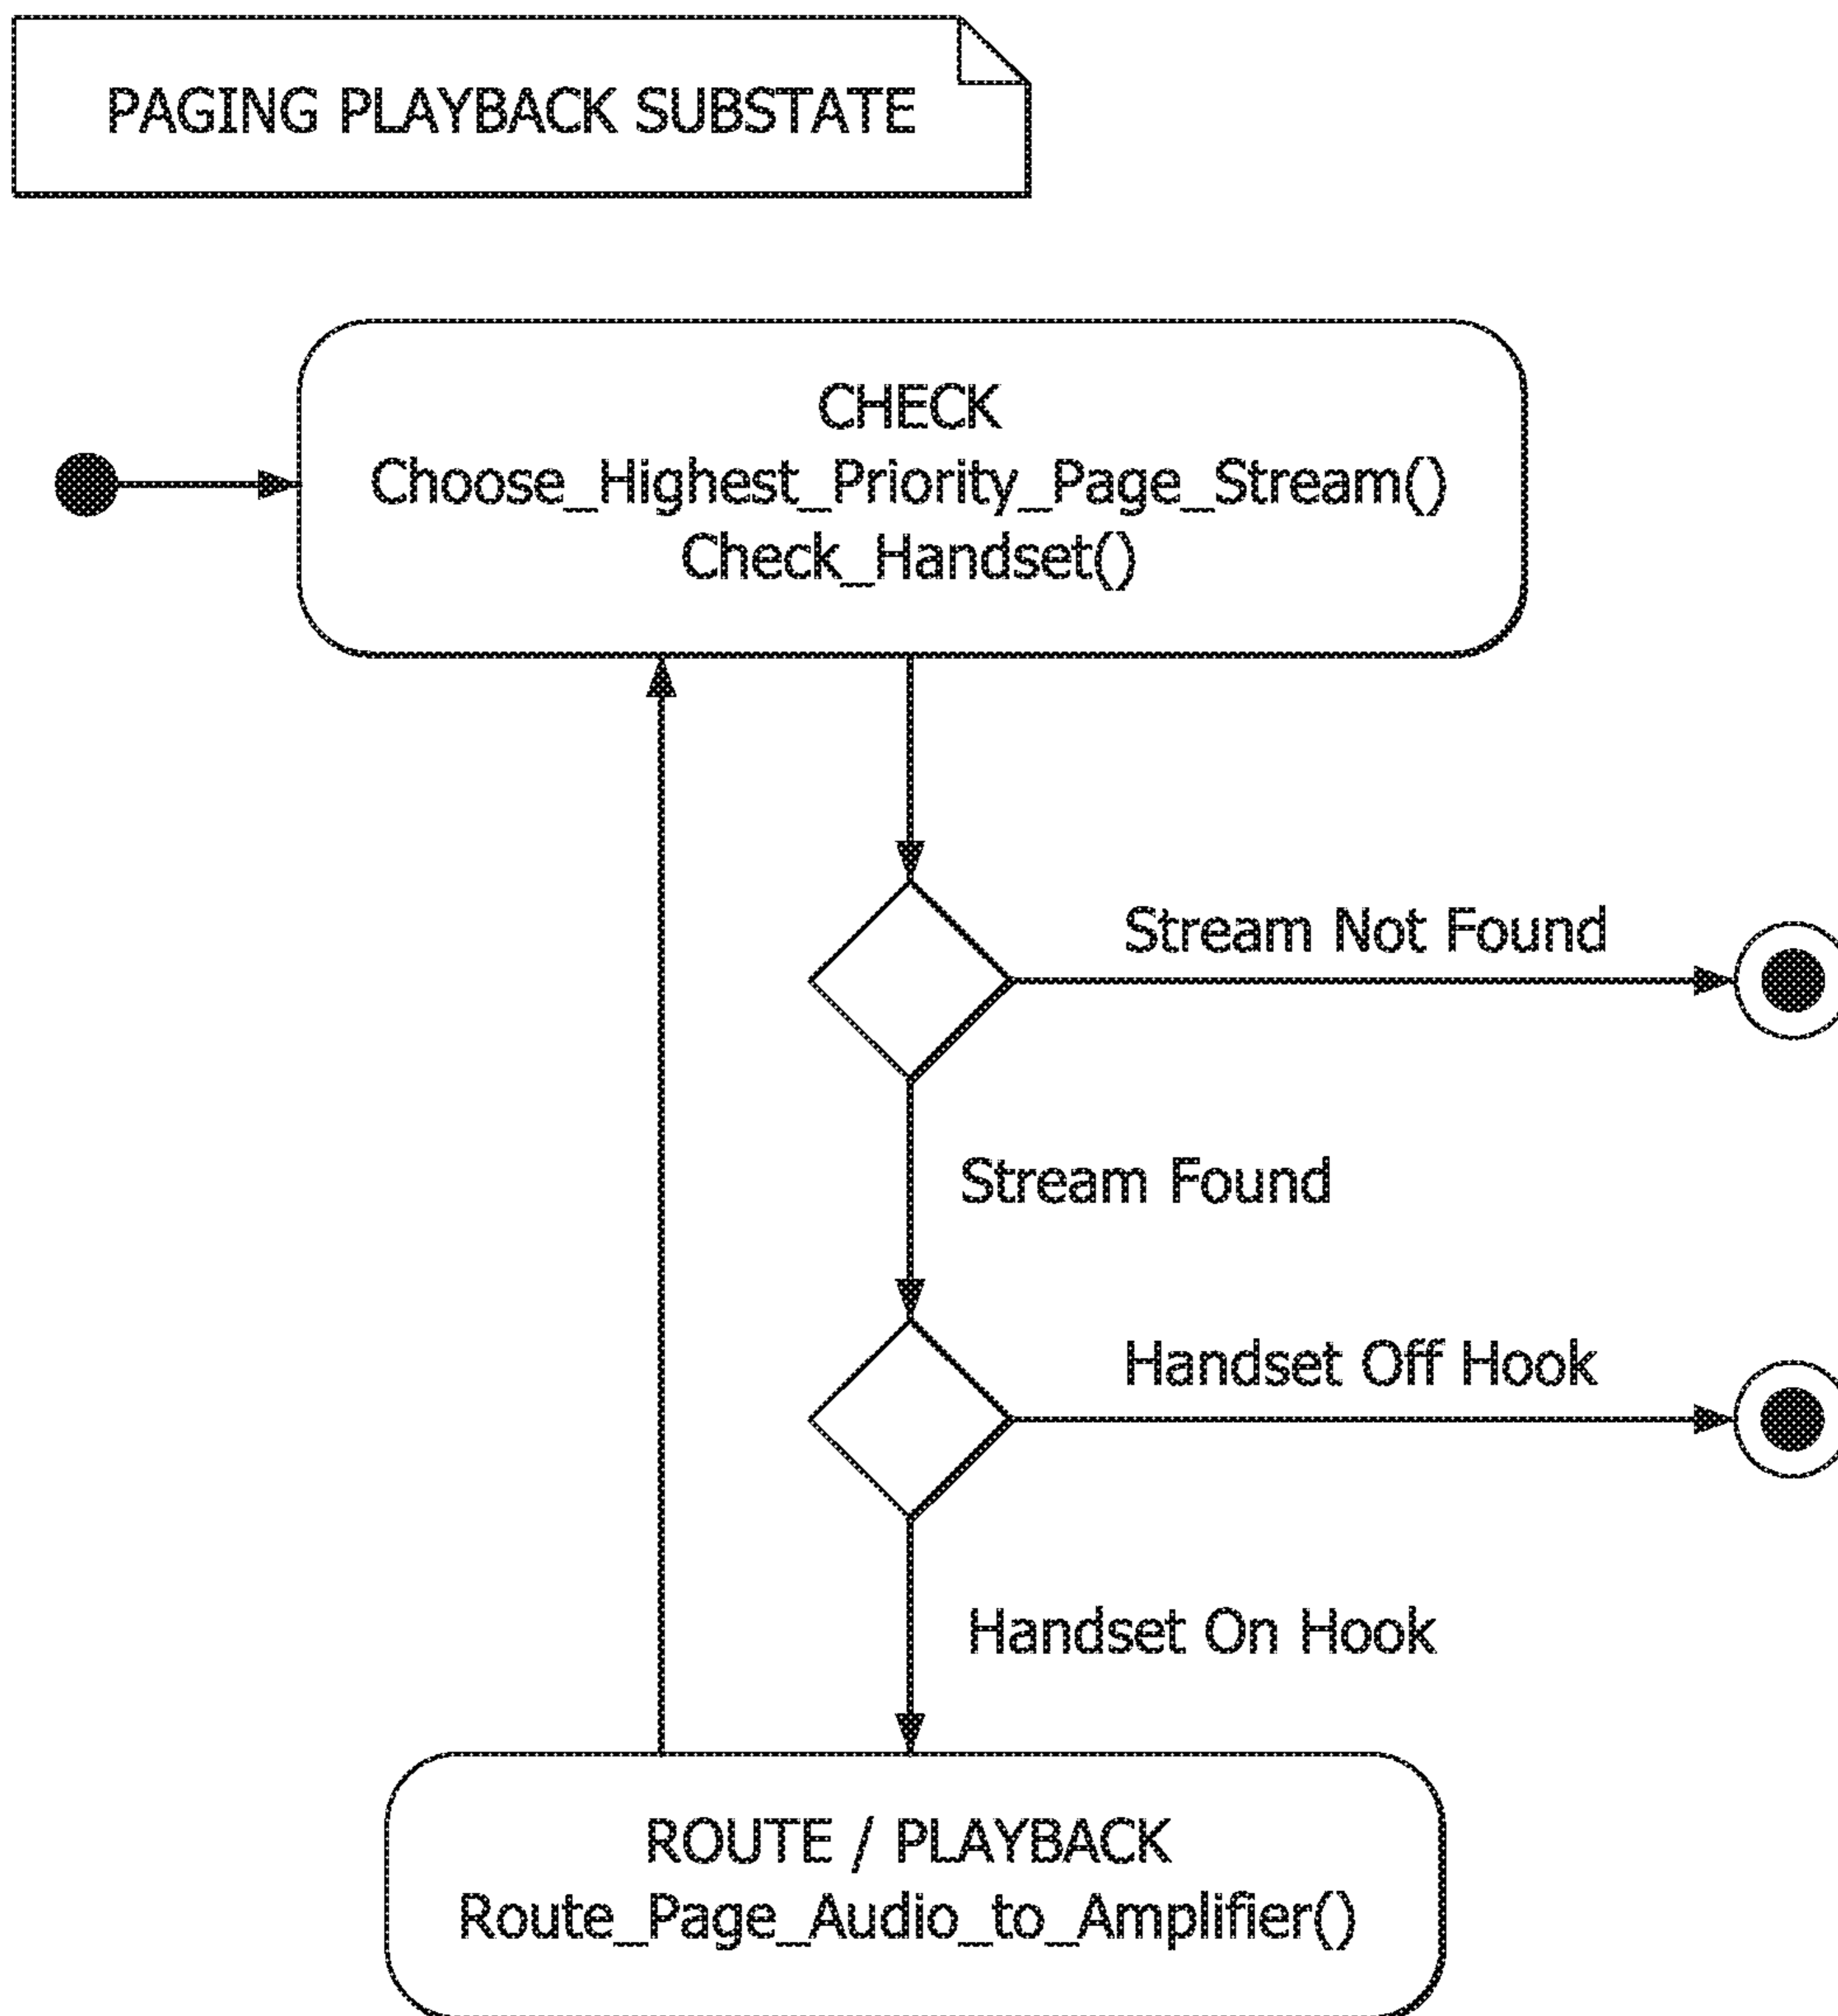 PAGING PLAYBACK SUBSTATE
CHECK
Choose_Highest_Priority_Page_Stream()
Check_Handset()
Stream Not Found
Stream Found
Handset Off Hook
Handset On Hook
ROUTE / PLAYBACK
Route_Page_Audio_to_Amplifier()